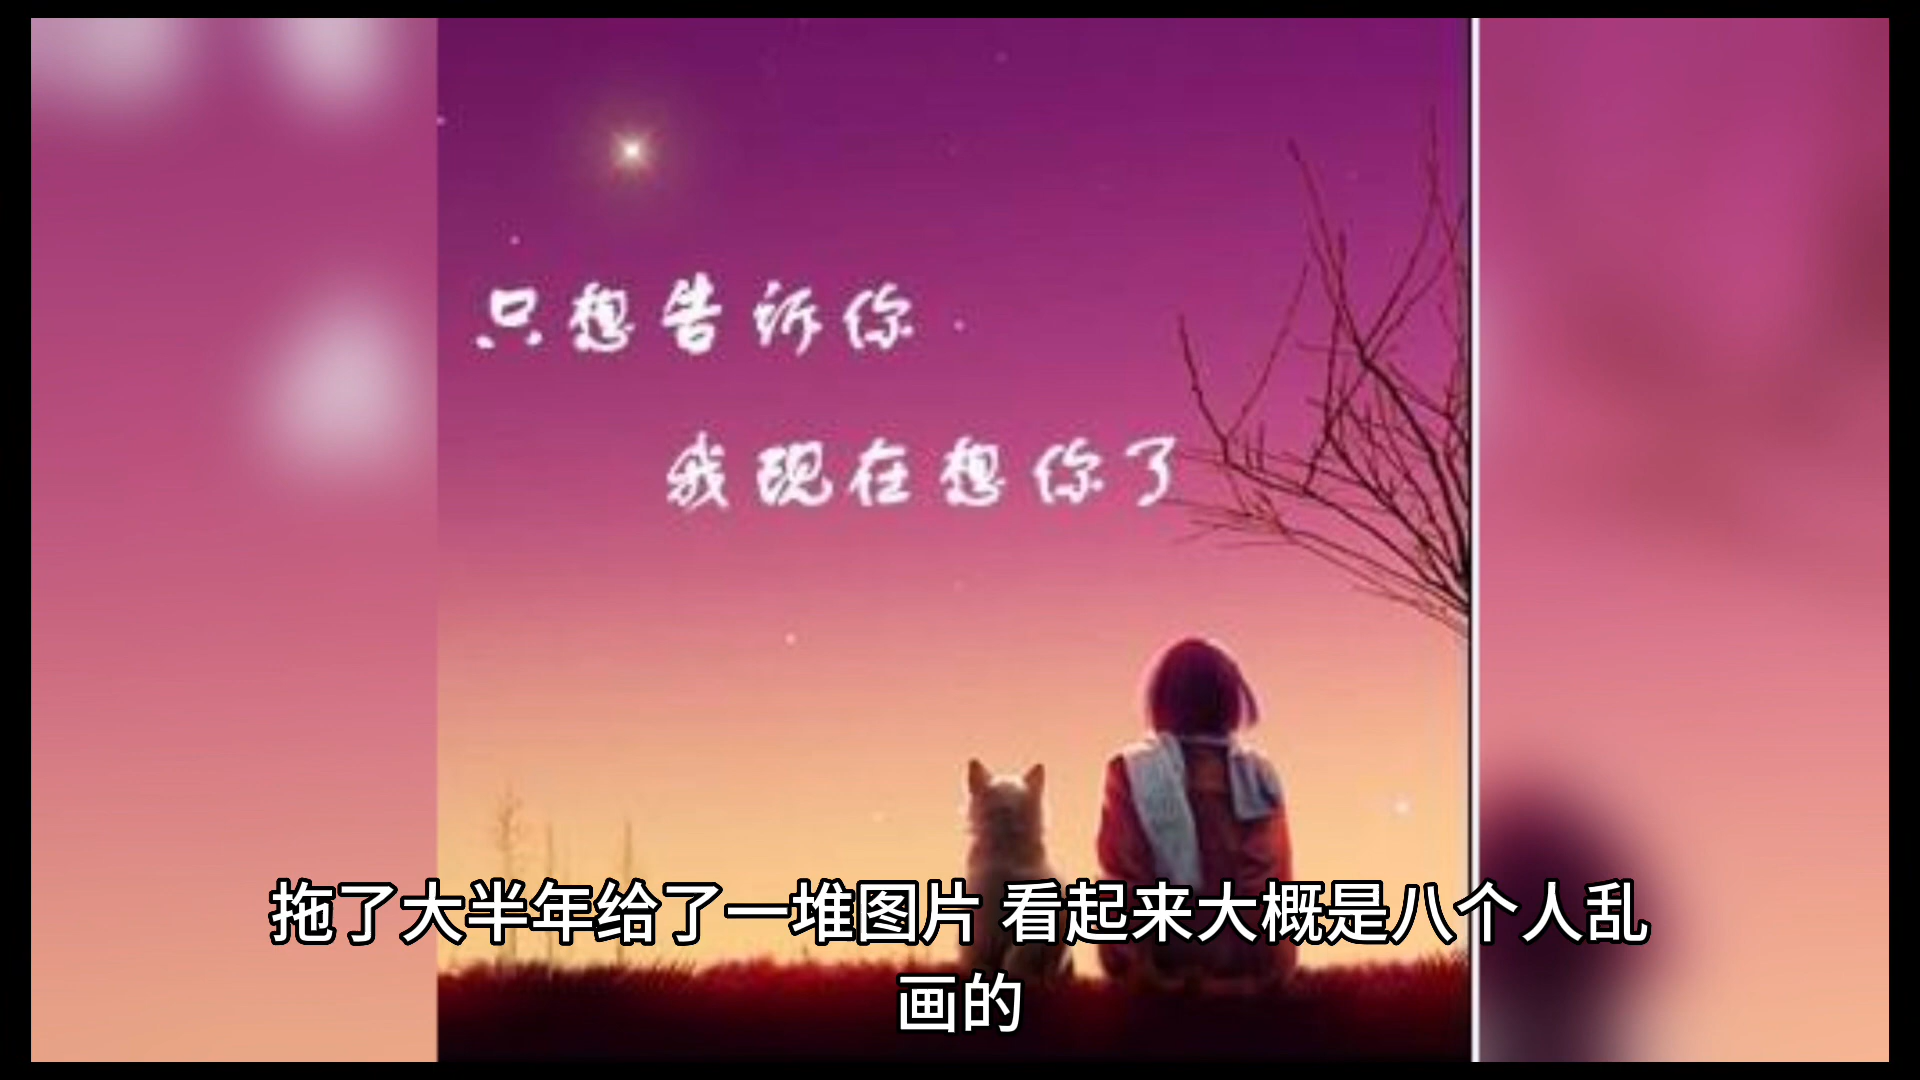 只想告诉你
我现在想你了
拖了大半年给了一堆图片 看起来大概是八个人乱
画的